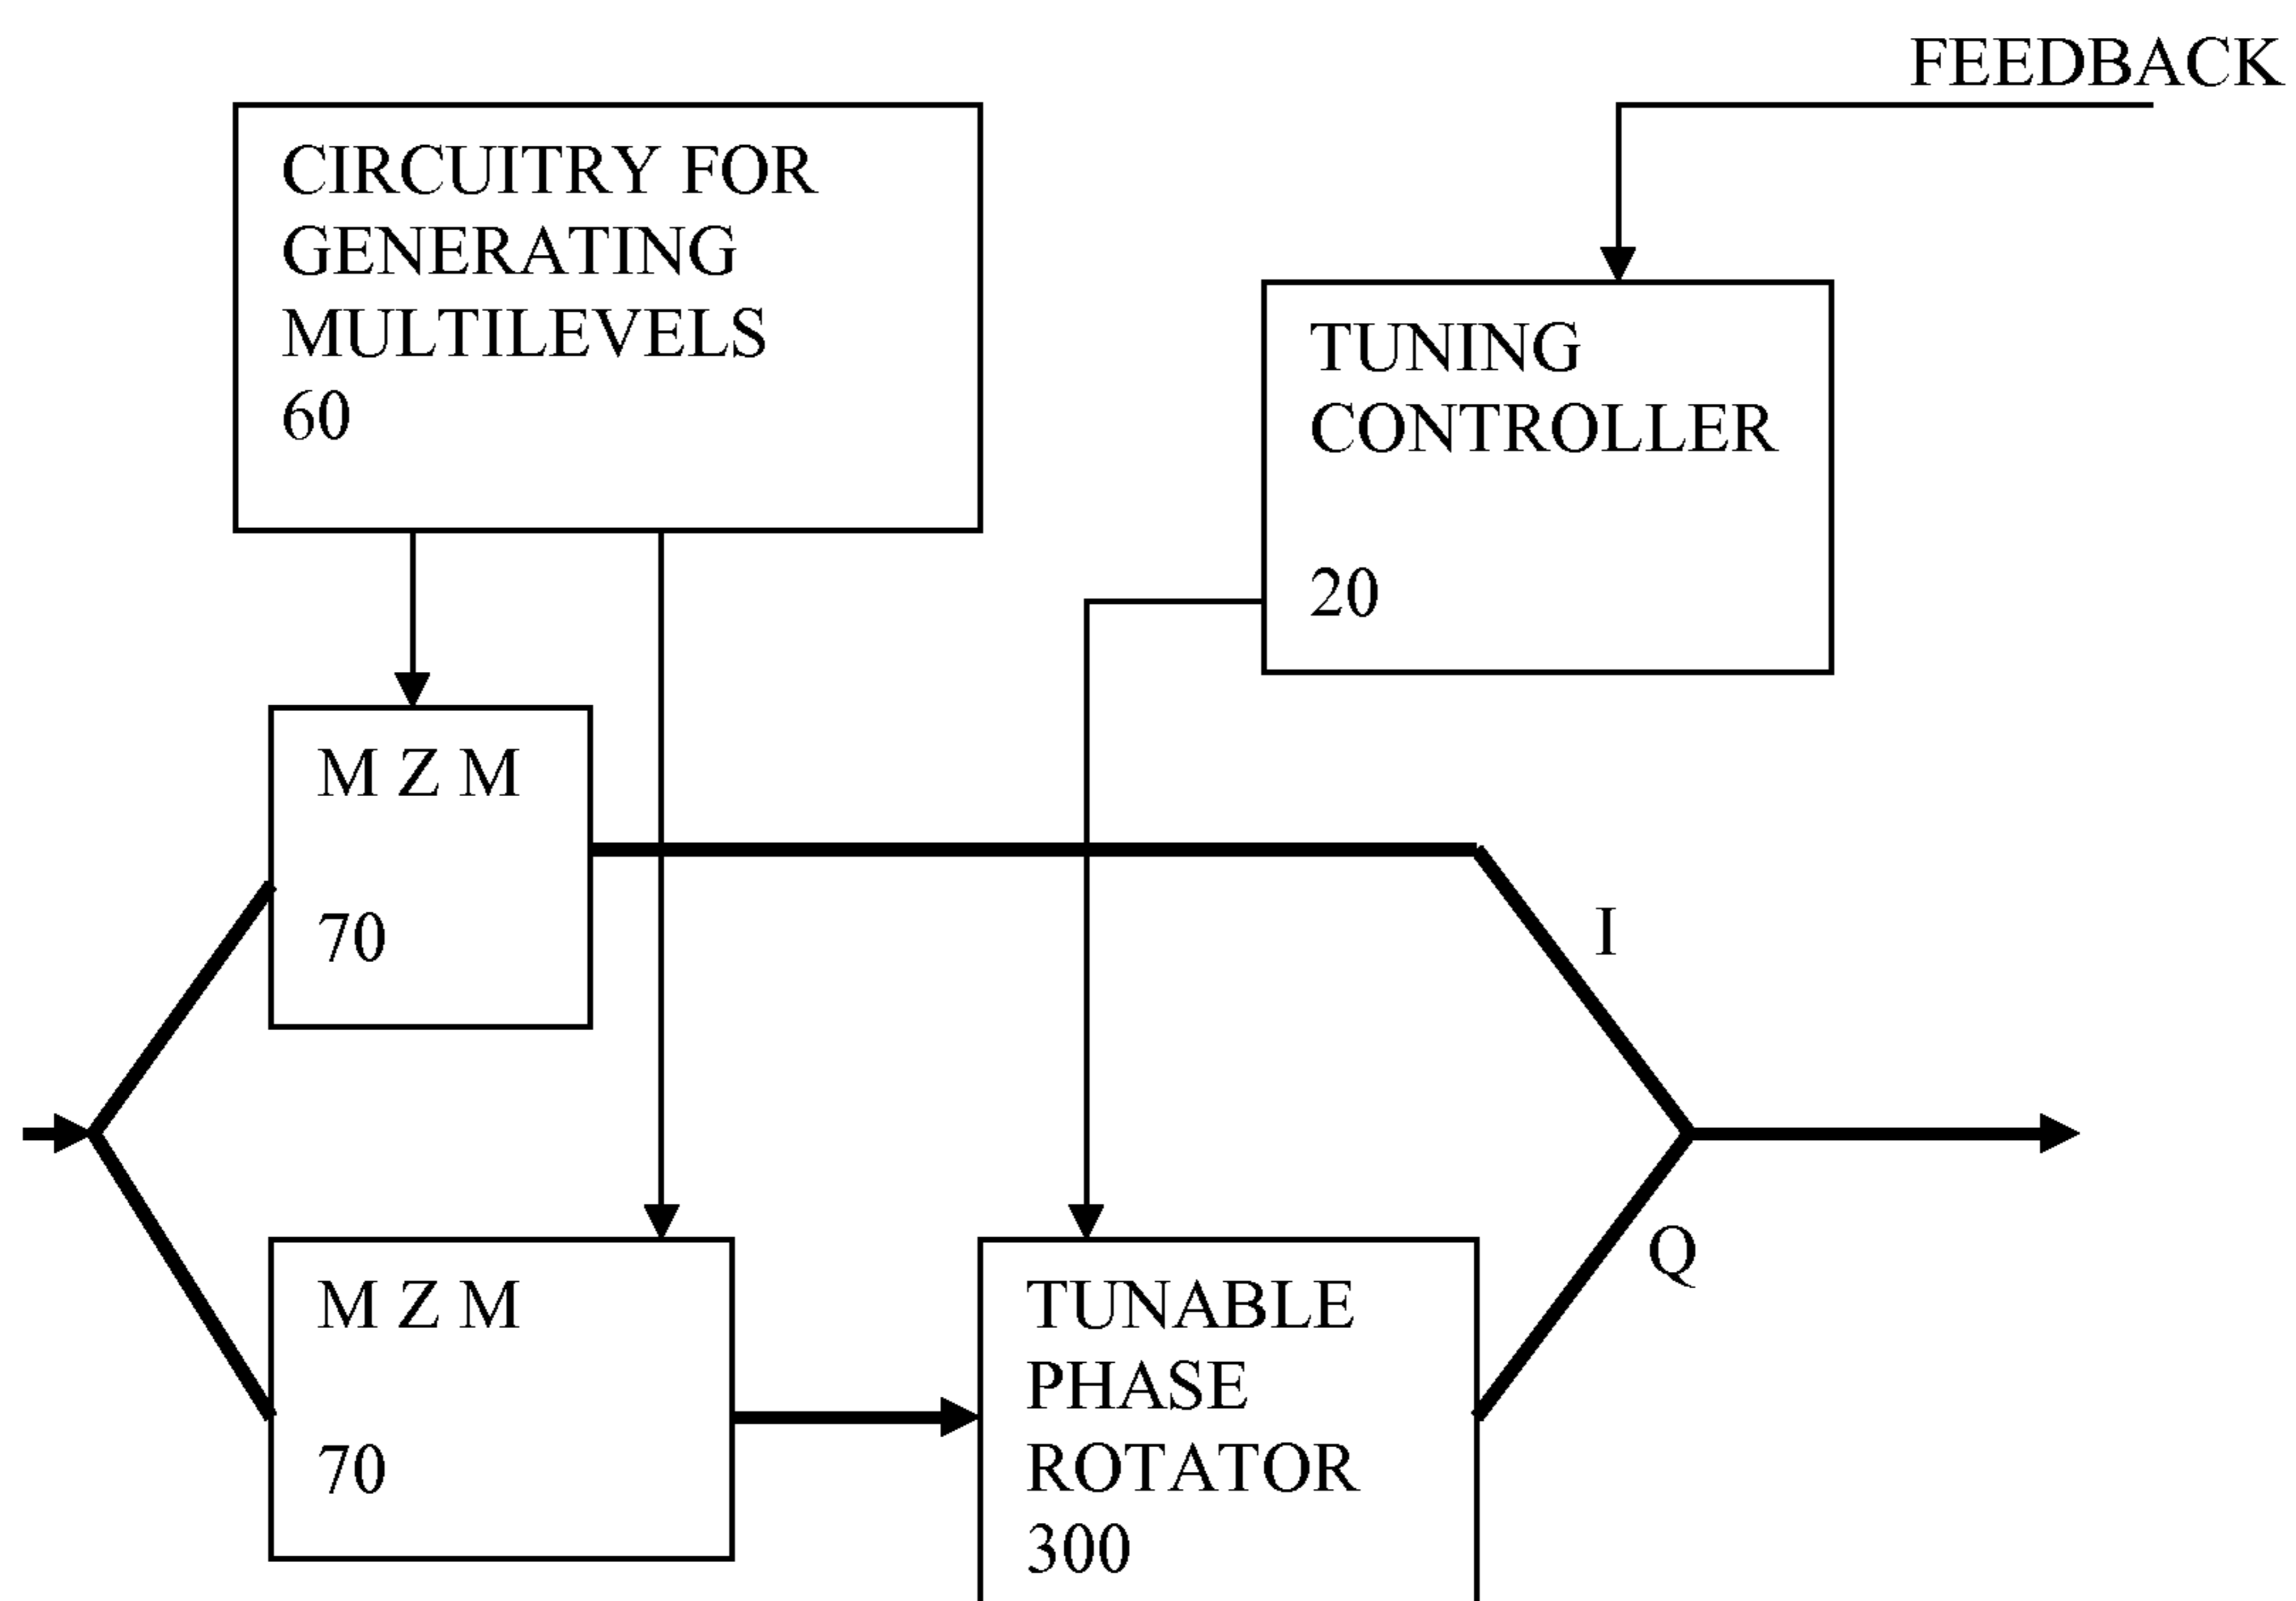 FEEDBACK
CIRCUITRY FOR
GENERATING
MULTILEVELS
60
TUNING
CONTROLLER
20
M Z M
70
I
M Z M
70
TUNABLE
PHASE
ROTATOR
300
Q